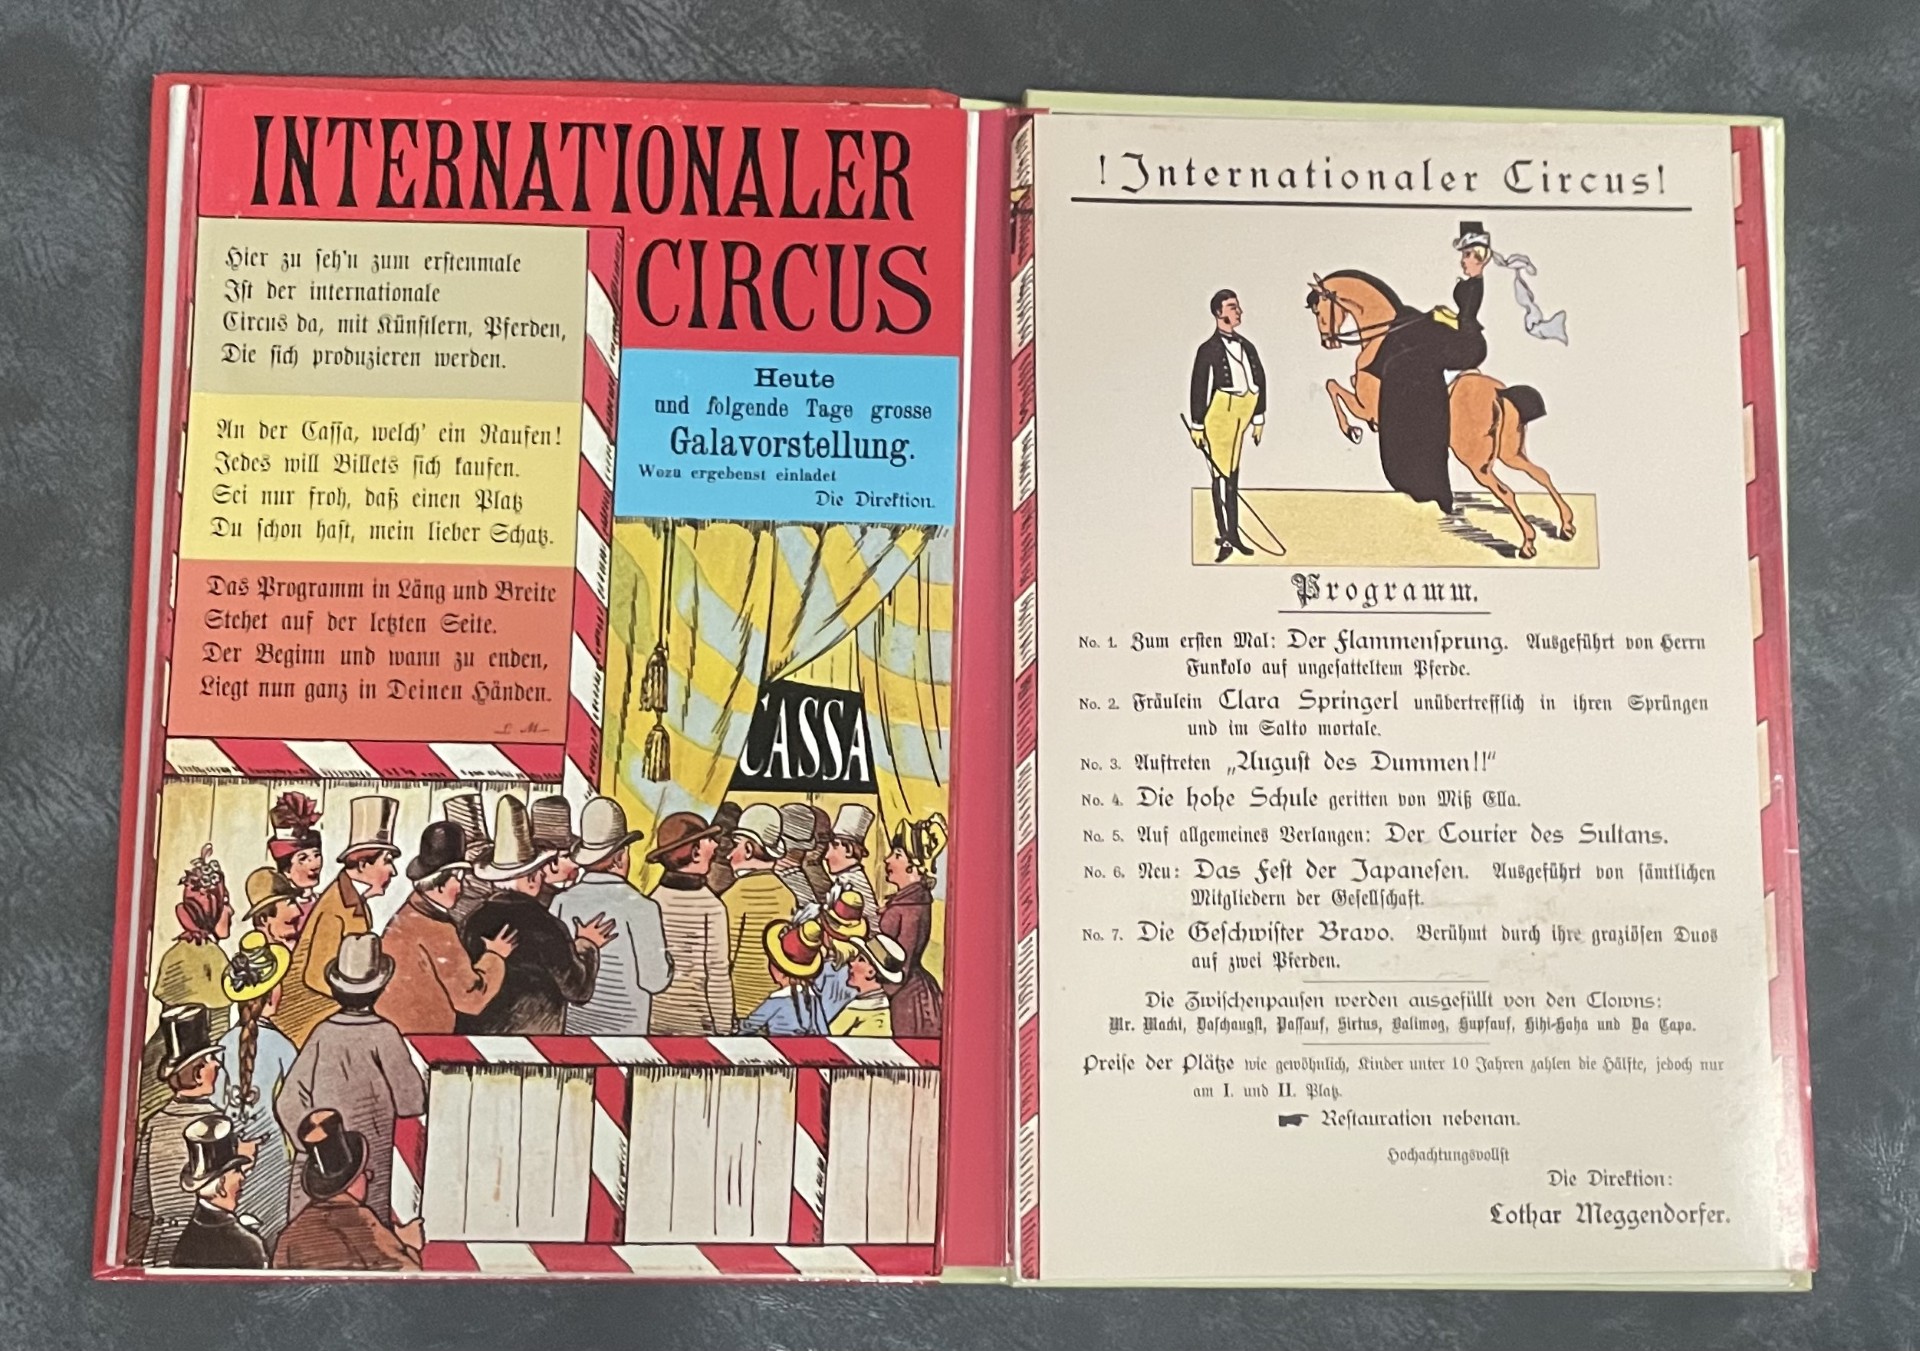 INTERNATIONALER
CIRCUS
Hier zu seh'n zum erstenmale
Ist der internationale
Circus da, mit Künstlern, Pferden,
Die sich produzieren werden.
An der Cassa, welch' ein Raufen!
Jedes will Billets sich kaufen.
Sei nur froh, daß einen Platz
Du schon hast, mein lieber Schatz.
Das Programm in Läng und Breite
Stehet auf der letzten Seite.
Der Beginn und wann zu enden,
Liegt nun ganz in Deinen Händen.
L. M.
Heute
und folgende Tage grosse
Galavorstellung.
Wozu ergebenst einladet
Die Direktion.
CASSA
! Internationaler Circus!
Programm.
No. 1. Zum ersten Mal: Der Flammensprung. Ausgeführt von Herrn
Funkolo auf ungesatteltem Pferde.
No. 2. Fräulein Clara Springerl unübertrefflich in ihren Sprüngen
und im Salto mortale.
No. 3. Auftreten „August des Dummen!!“
No. 4. Die hohe Schule geritten von Miß Ella.
No. 5. Auf allgemeines Verlangen: Der Courier des Sultans.
No. 6. Neu: Das Fest der Japanesen. Ausgeführt von sämtlichen
Mitgliedern der Gesellschaft.
No. 7. Die Geschwister Bravo. Berühmt durch ihre graziösen Duos
auf zwei Pferden.
Die Zwischenpausen werden ausgefüllt von den Clowns:
Mr. Mackl, Daschaugst, Passauf, Hirtus, Dalimog, Hupfauf, Hihi-Haha und Da Capo.
Preise der Plätze wie gewöhnlich, Kinder unter 10 Jahren zahlen die Hälfte, jedoch nur
am I. und II. Platz.
☛ Restauration nebenan.
Hochachtungsvollst
Die Direktion:
Lothar Meggendorfer.